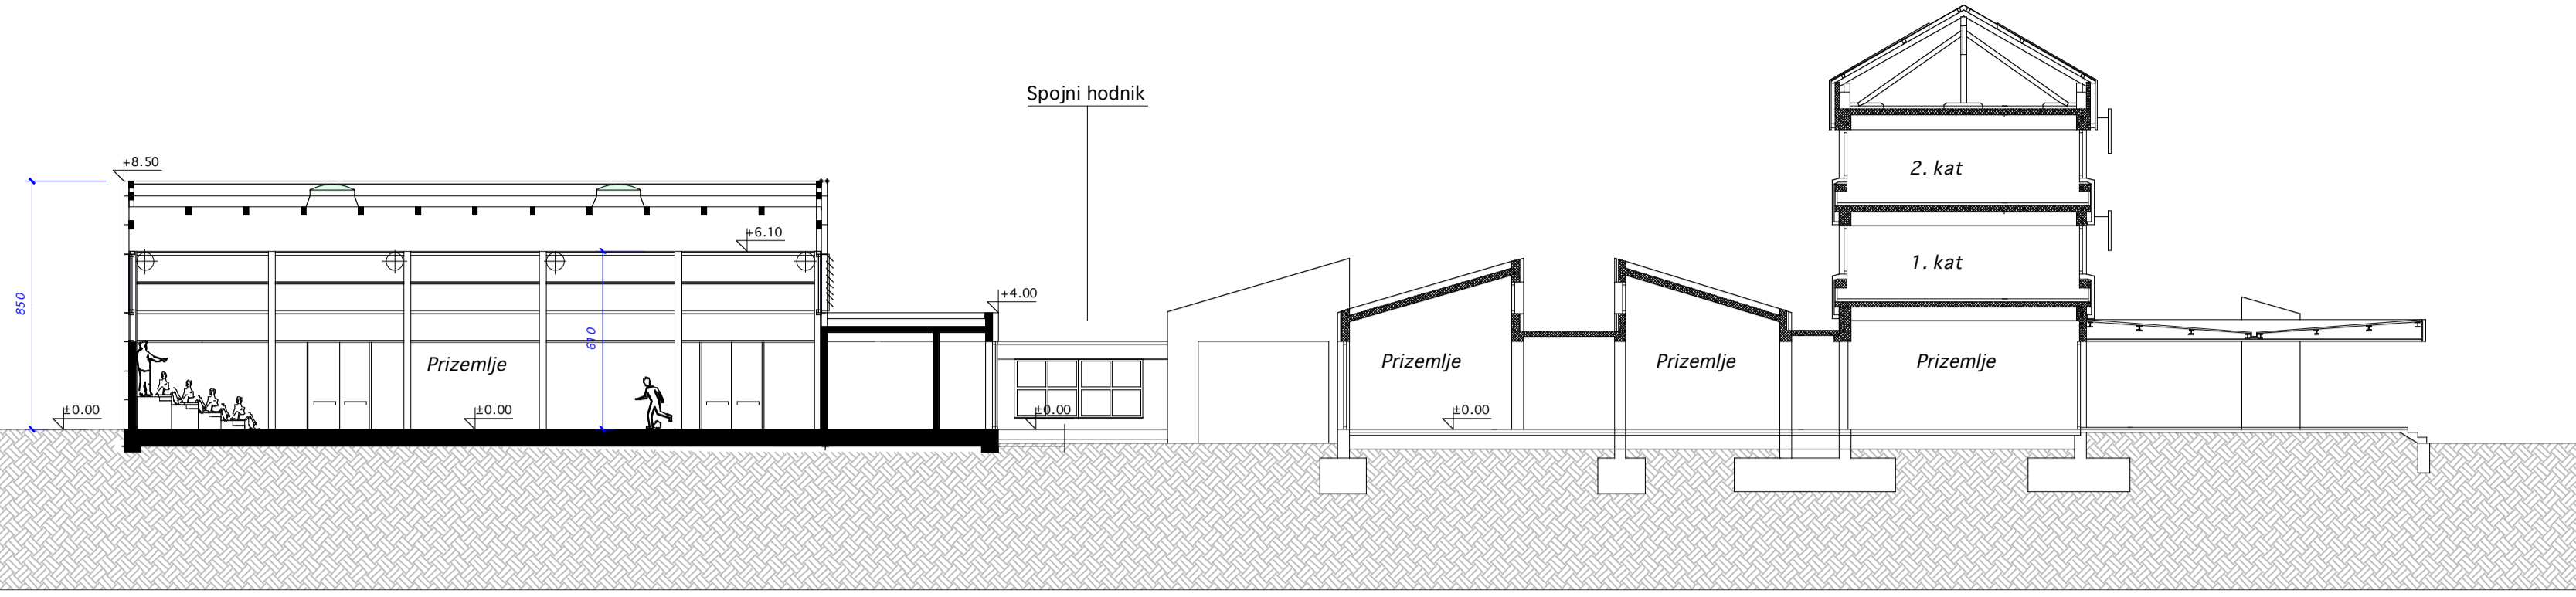 Spojni hodnik
+8.50
2. kat
+6.10
1. kat
+4.00
850
610
Prizemlje
Prizemlje
Prizemlje
Prizemlje
±0.00
±0.00
±0.00
±0.00